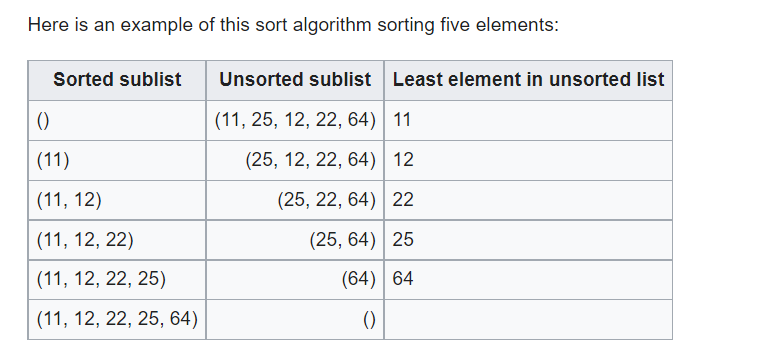 Here is an example of this sort algorithm sorting five elements:
Sorted sublist Unsorted sublist Least element in unsorted list
() (11, 25, 12, 22, 64) 11
(11) (25, 12, 22, 64) 12
(11, 12) (25, 22, 64) 22
(11, 12, 22) (25, 64) 25
(11, 12, 22, 25) (64) 64
(11, 12, 22, 25, 64) ()